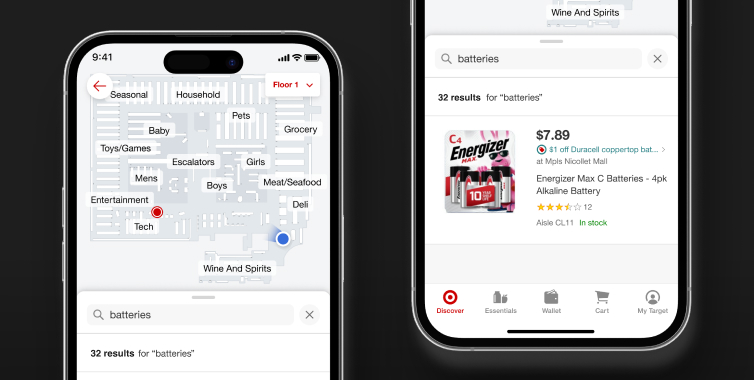 9:41
Floor 1
Seasonal
Household
Pets
Grocery
Baby
Toys/Games
Escalators
Girls
Mens
Boys
Meat/Seafood
Entertainment
Deli
Tech
Wine And Spirits
batteries
32 results for “batteries”
Wine And Spirits
batteries
32 results for “batteries”
C4
Energizer
MAX
10
$7.89
$1 off Duracell coppertop bat...
at Mpls Nicollet Mall
Energizer Max C Batteries - 4pk
Alkaline Battery
12
Aisle CL11 In stock
Discover
Essentials
Wallet
Cart
My Target